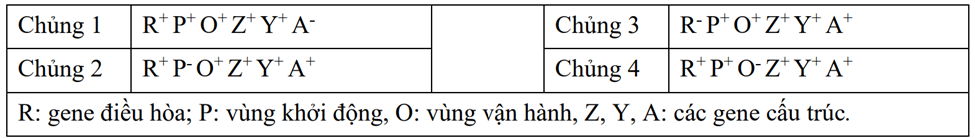 Chủng 1 R⁺ P⁺ O⁺ Z⁺ Y⁺ A⁻ Chủng 3 R⁻ P⁺ O⁺ Z⁺ Y⁺ A⁺
Chủng 2 R⁺ P⁻ O⁺ Z⁺ Y⁺ A⁺ Chủng 4 R⁺ P⁺ O⁻ Z⁺ Y⁺ A⁺
R: gene điều hòa; P: vùng khởi động, O: vùng vận hành, Z, Y, A: các gene cấu trúc.